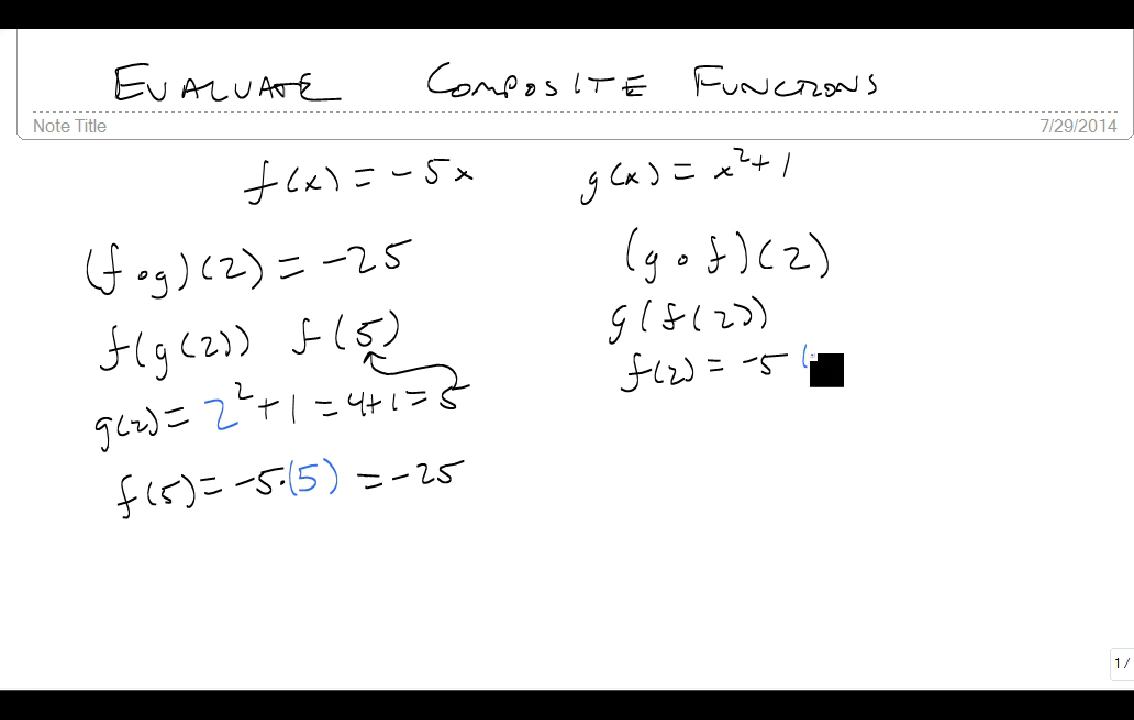 EVALUATE COMPOSITE FUNCTIONS
Note Title
7/29/2014
f(x) = -5x
g(x) = x²+1
(f∘g)(2) = -25
f(g(2)) f(5)
g(2) = 2²+1 = 4+1 = 5
f(5) = -5·(5) = -25
(g∘f)(2)
g(f(2))
f(2) = -5 (
1/